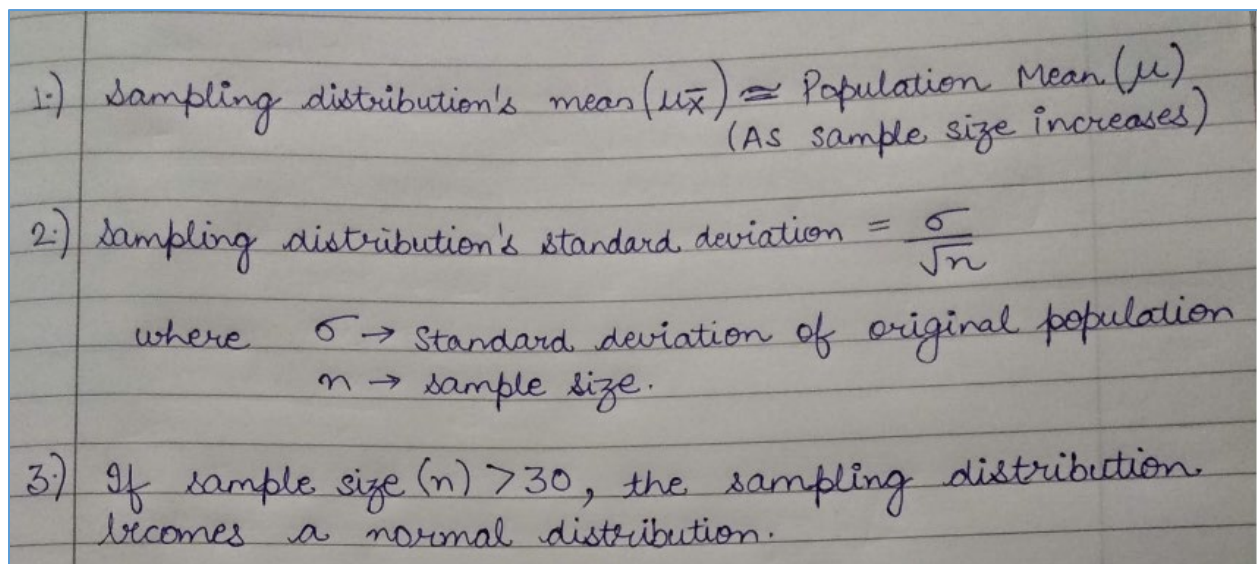 1.) Sampling distribution's mean (μx̄) ≃ Population Mean (μ)
(As sample size increases)
2.) Sampling distribution's standard deviation = σ/√n
where σ → Standard deviation of original population
n → sample size.
3.) If sample size (n) >30, the sampling distribution
becomes a normal distribution.